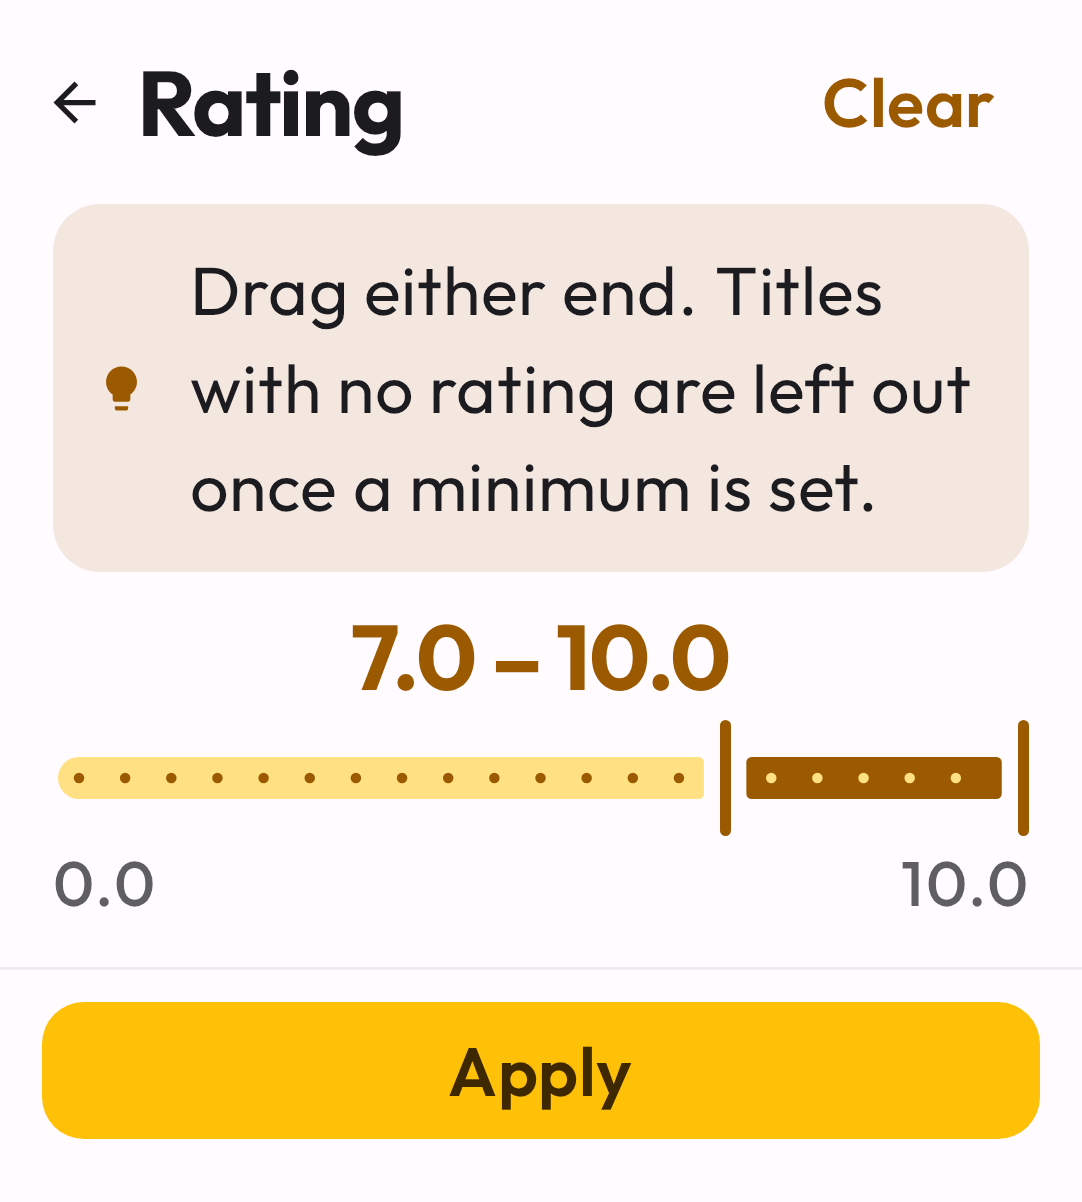 Rating
Clear
Drag either end. Titles
with no rating are left out
once a minimum is set.
7.0 – 10.0
0.0
10.0
Apply